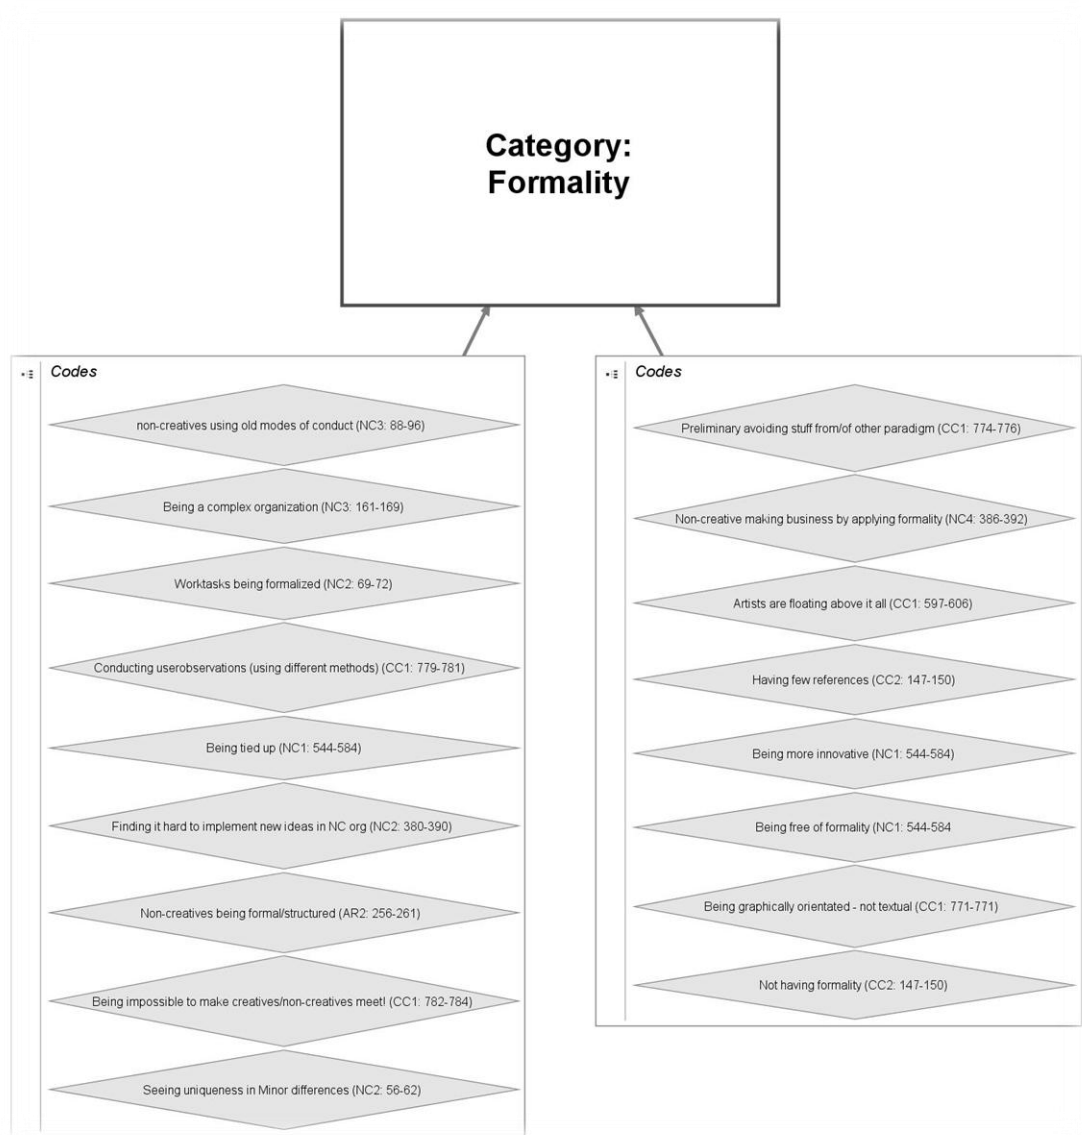 Category:
Formality
Codes
non-creatives using old modes of conduct (NC3: 88-96)
Being a complex organization (NC3: 161-169)
Worktasks being formalized (NC2: 69-72)
Conducting userobservations (using different methods) (CC1: 779-781)
Being tied up (NC1: 544-584)
Finding it hard to implement new ideas in NC org (NC2: 380-390)
Non-creatives being formal/structured (AR2: 256-261)
Being impossible to make creatives/non-creatives meet! (CC1: 782-784)
Seeing uniqueness in Minor differences (NC2: 56-62)
Codes
Preliminary avoiding stuff from/of other paradigm (CC1: 774-776)
Non-creative making business by applying formality (NC4: 386-392)
Artists are floating above it all (CC1: 597-606)
Having few references (CC2: 147-150)
Being more innovative (NC1: 544-584)
Being free of formality (NC1: 544-584
Being graphically orientated - not textual (CC1: 771-771)
Not having formality (CC2: 147-150)